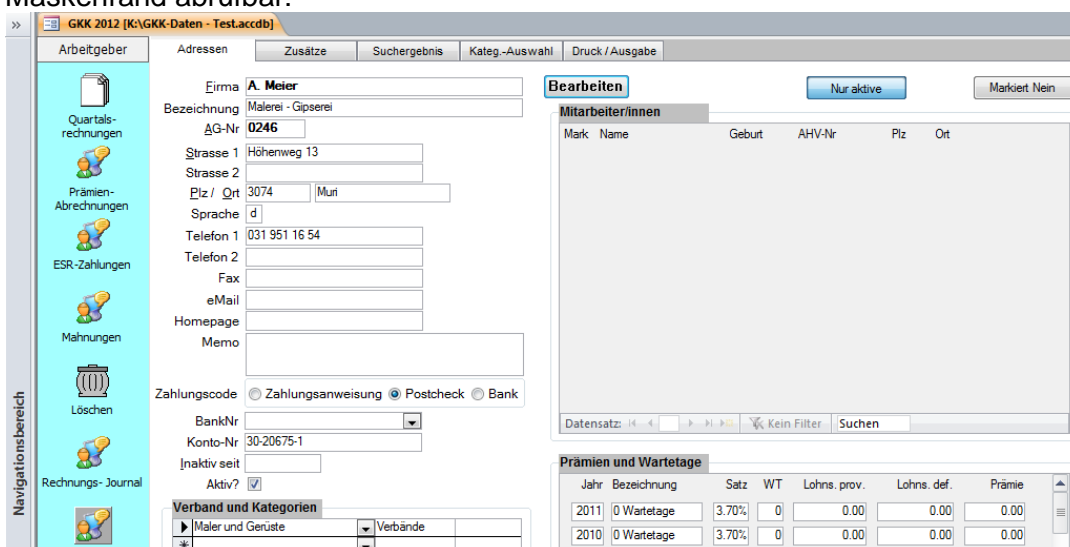 Maskenrand abrufbar.
» GKK 2012 [K:\GKK-Daten - Test.accdb]
Arbeitgeber Adressen Zusätze Suchergebnis Kateg.-Auswahl Druck / Ausgabe
Quartals-
rechnungen
Prämien-
Abrechnungen
ESR-Zahlungen
Mahnungen
Löschen
Rechnungs- Journal
Navigationsbereich
Firma A. Meier
Bezeichnung Malerei - Gipserei
AG-Nr 0246
Strasse 1 Höhenweg 13
Strasse 2
Plz / Ort 3074 Muri
Sprache d
Telefon 1 031 951 16 54
Telefon 2
Fax
eMail
Homepage
Memo
Zahlungscode Zahlungsanweisung Postcheck Bank
BankNr
Konto-Nr 30-20675-1
Inaktiv seit
Aktiv?
Verband und Kategorien
Maler und Gerüste Verbände
Bearbeiten Nur aktive Markiert Nein
Mitarbeiter/innen
Mark Name Geburt AHV-Nr Plz Ort
Datensatz: Kein Filter Suchen
Prämien und Wartetage
Jahr Bezeichnung Satz WT Lohns. prov. Lohns. def. Prämie
2011 0 Wartetage 3.70% 0 0.00 0.00 0.00
2010 0 Wartetage 3.70% 0 0.00 0.00 0.00